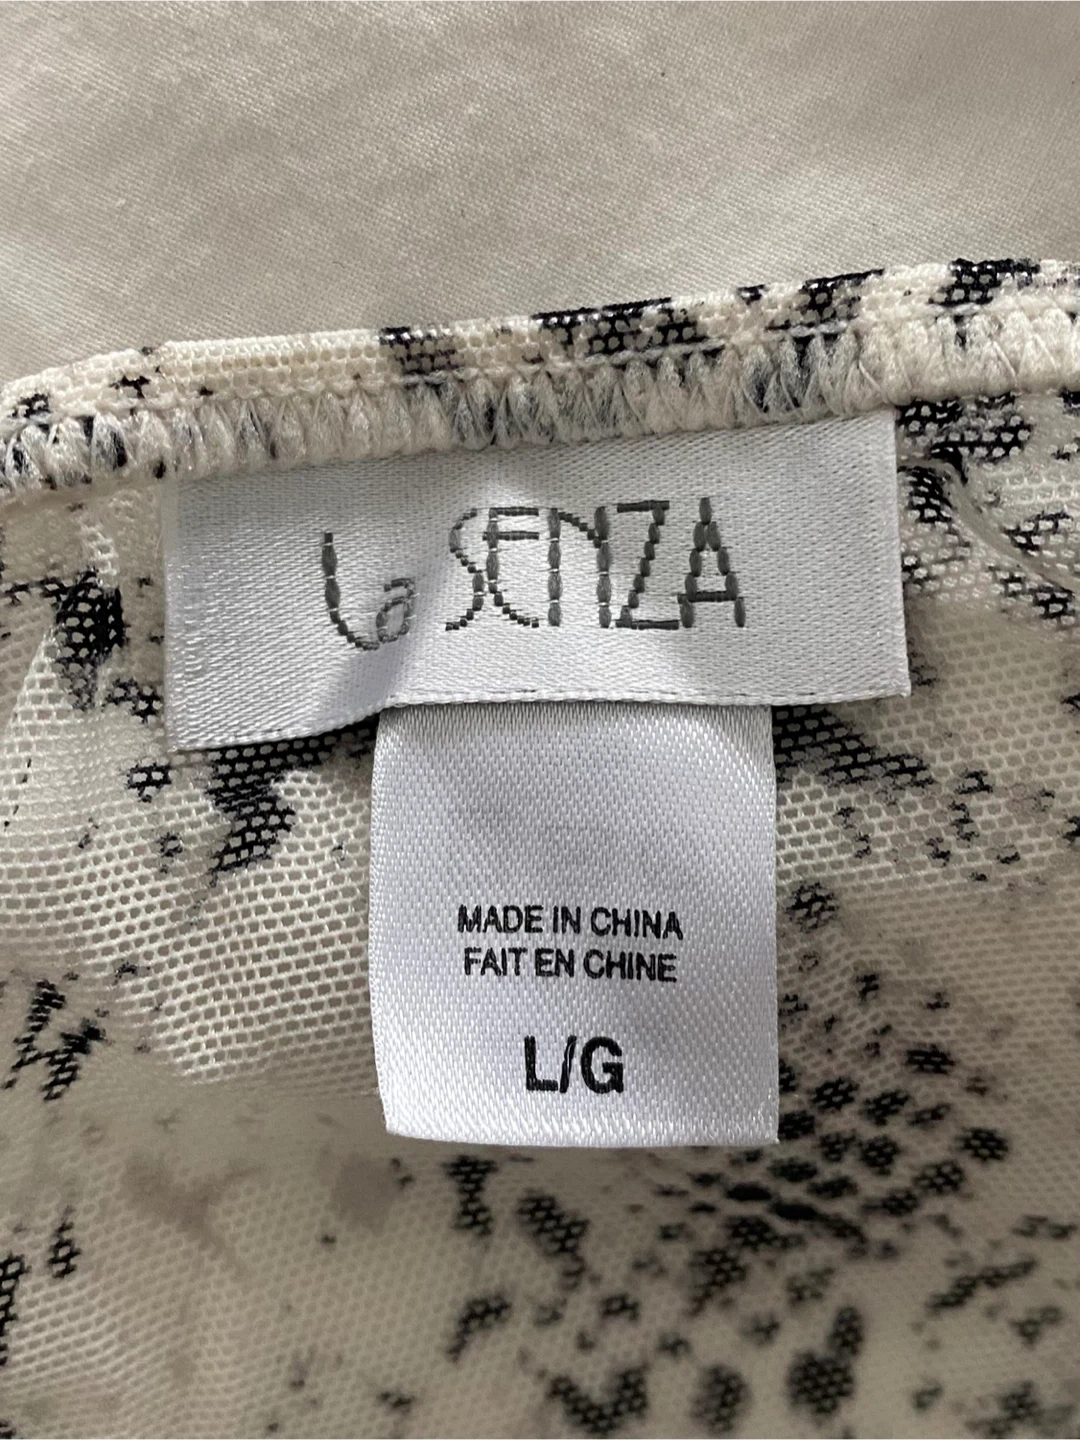 La SENZA
MADE IN CHINA
FAIT EN CHINE
L/G